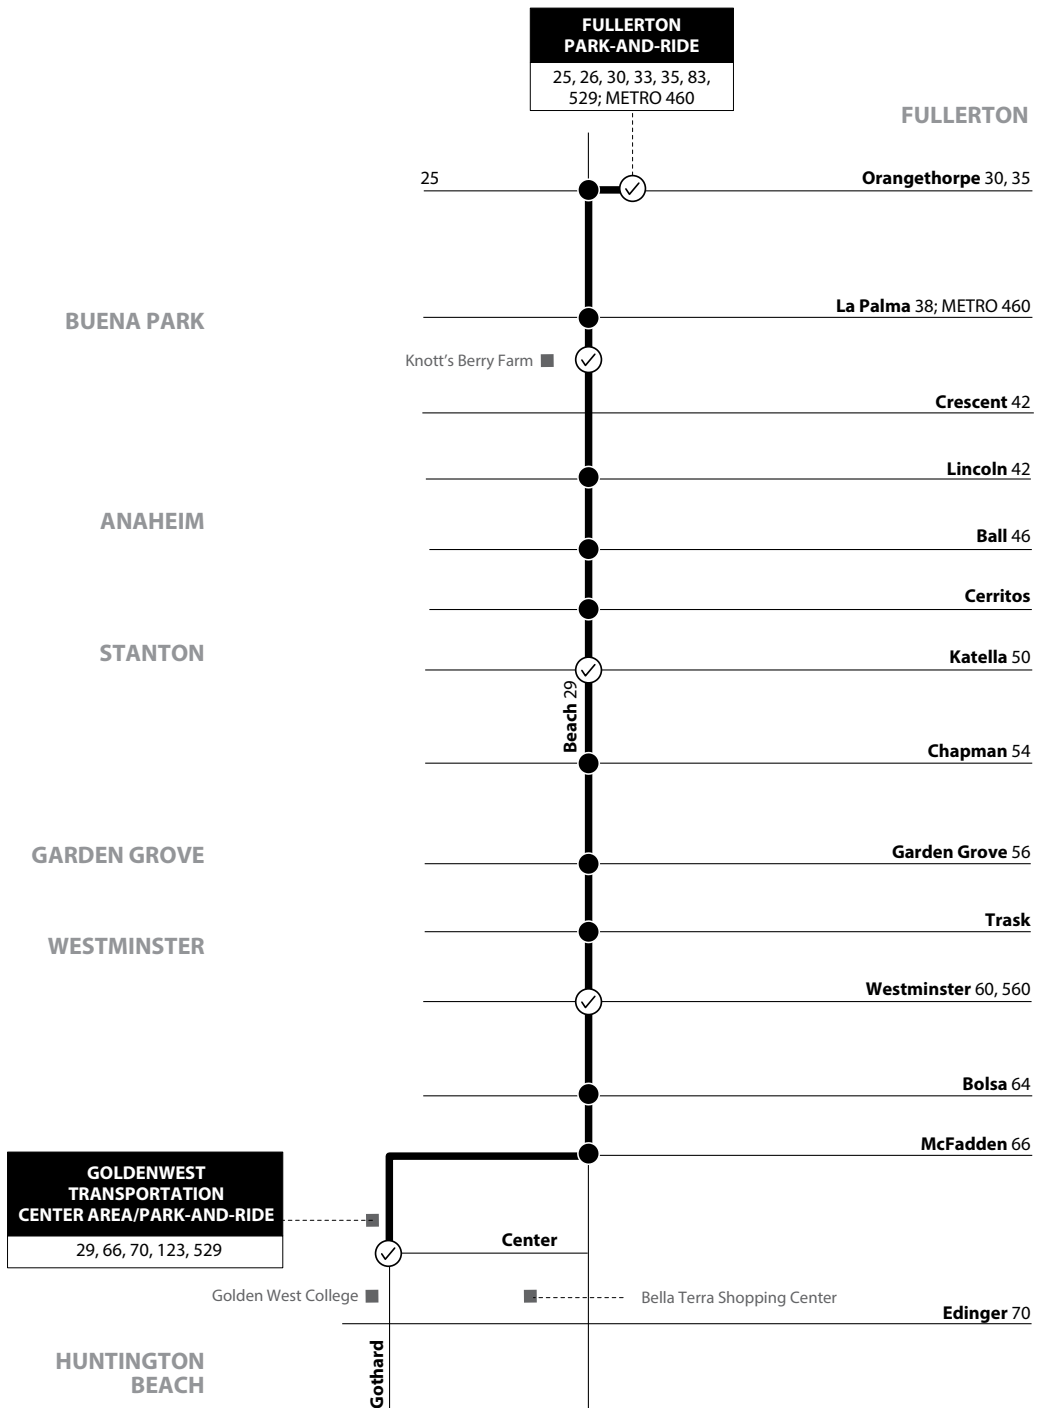 FULLERTON
PARK-AND-RIDE
25, 26, 30, 33, 35, 83,
529; METRO 460
FULLERTON
25
Orangethorpe 30, 35
La Palma 38; METRO 460
BUENA PARK
Knott's Berry Farm
Crescent 42
Lincoln 42
ANAHEIM
Ball 46
Cerritos
STANTON
Katella 50
Beach 29
Chapman 54
GARDEN GROVE
Garden Grove 56
Trask
WESTMINSTER
Westminster 60, 560
Bolsa 64
McFadden 66
GOLDENWEST
TRANSPORTATION
CENTER AREA/PARK-AND-RIDE
29, 66, 70, 123, 529
Center
Golden West College
Bella Terra Shopping Center
Edinger 70
Gothard
HUNTINGTON
BEACH